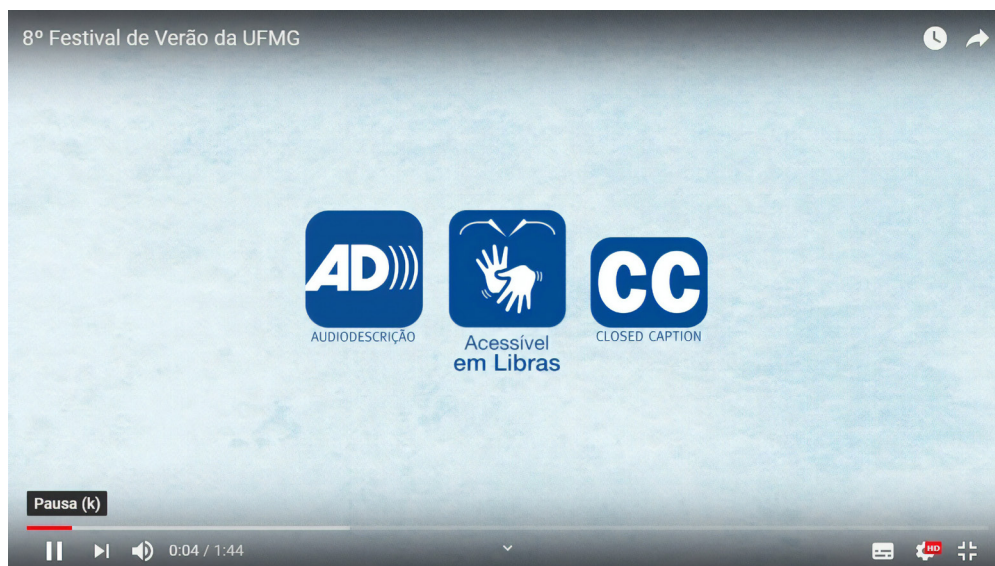 8º Festival de Verão da UFMG
AD
AUDIODESCRIÇÃO
Acessível
em Libras
CC
CLOSED CAPTION
Pausa (k)
0:04 / 1:44
HD